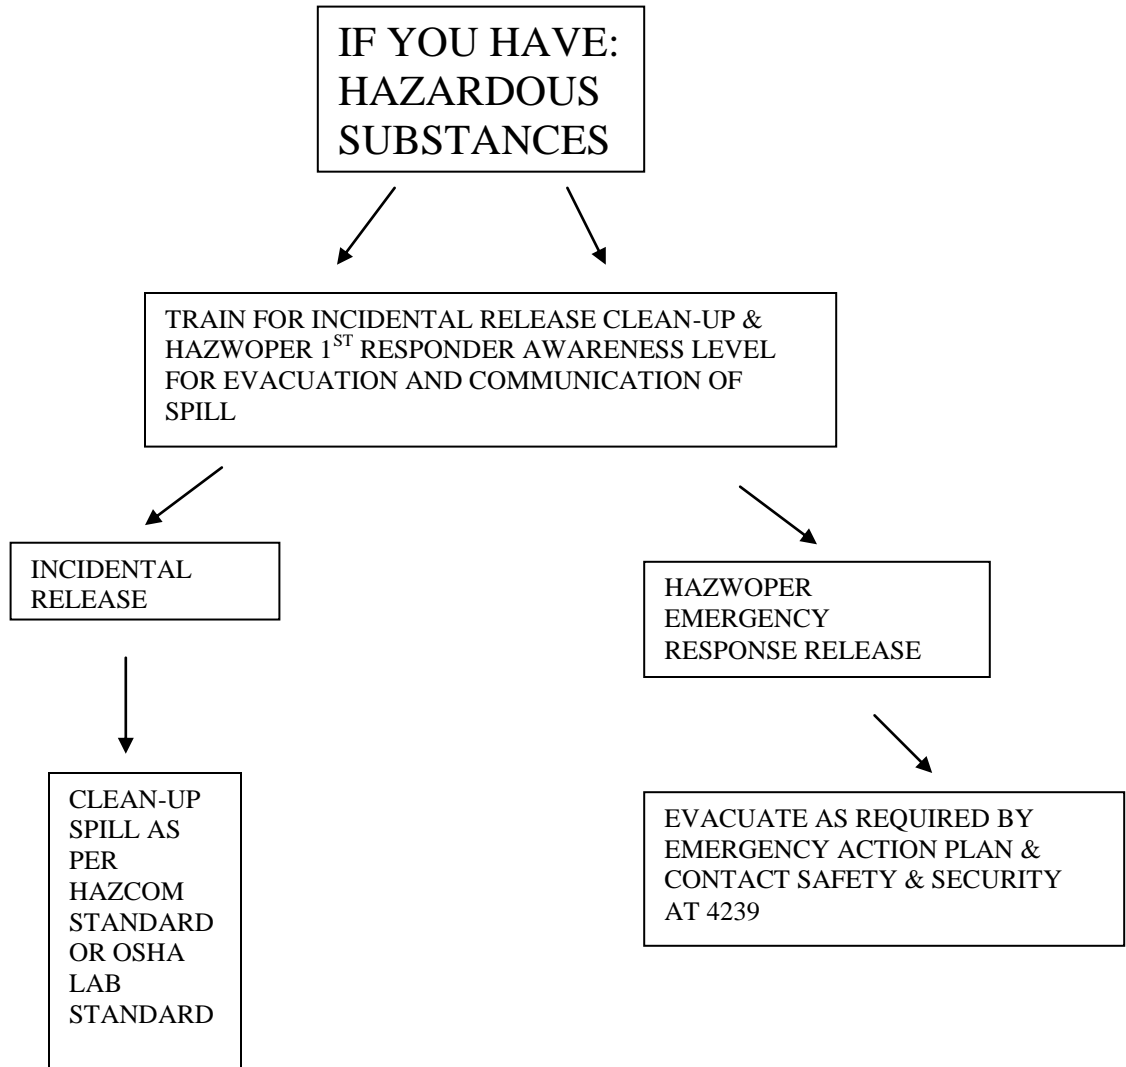 IF YOU HAVE:
HAZARDOUS
SUBSTANCES
TRAIN FOR INCIDENTAL RELEASE CLEAN-UP &
HAZWOPER 1ST RESPONDER AWARENESS LEVEL
FOR EVACUATION AND COMMUNICATION OF
SPILL
INCIDENTAL
RELEASE
HAZWOPER
EMERGENCY
RESPONSE RELEASE
CLEAN-UP
SPILL AS
PER
HAZCOM
STANDARD
OR OSHA
LAB
STANDARD
EVACUATE AS REQUIRED BY
EMERGENCY ACTION PLAN &
CONTACT SAFETY & SECURITY
AT 4239